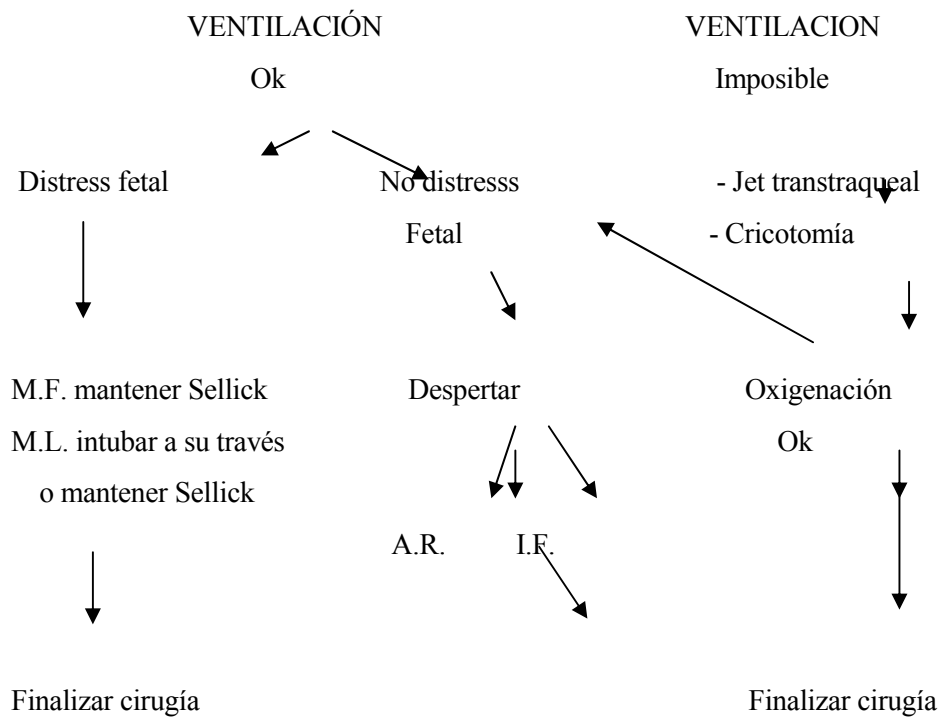 VENTILACIÓN VENTILACION
Ok Imposible
Distress fetal No distresss - Jet transtraqueal
Fetal - Cricotomía
M.F. mantener Sellick Despertar Oxigenación
M.L. intubar a su través Ok
o mantener Sellick
A.R. I.F.
Finalizar cirugía Finalizar cirugía